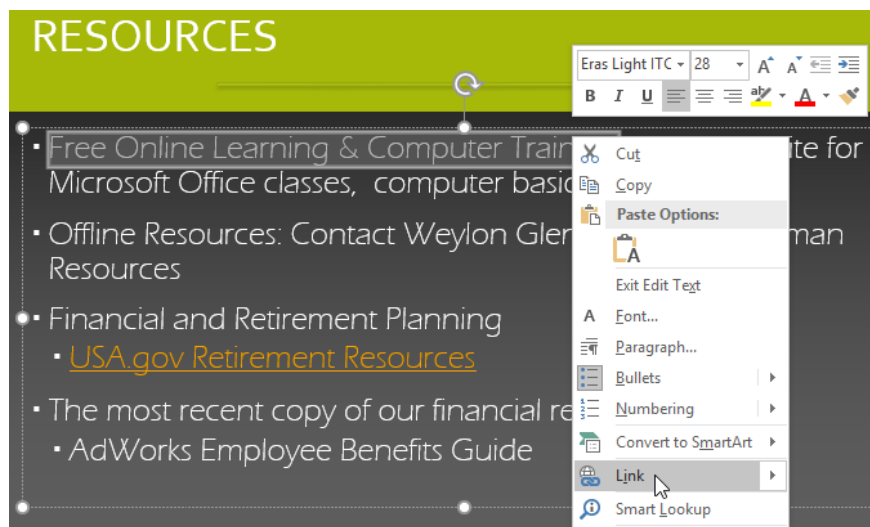 RESOURCES
Eras Light ITC 28 A A
B I U ab A
Free Online Learning & Computer Train ite for
Microsoft Office classes, computer basic
Offline Resources: Contact Weylon Gler man
Resources
Financial and Retirement Planning
USA.gov Retirement Resources
The most recent copy of our financial re
AdWorks Employee Benefits Guide
Cut
Copy
Paste Options:
A
Exit Edit Text
A Font...
Paragraph...
Bullets
Numbering
Convert to SmartArt
Link
Smart Lookup